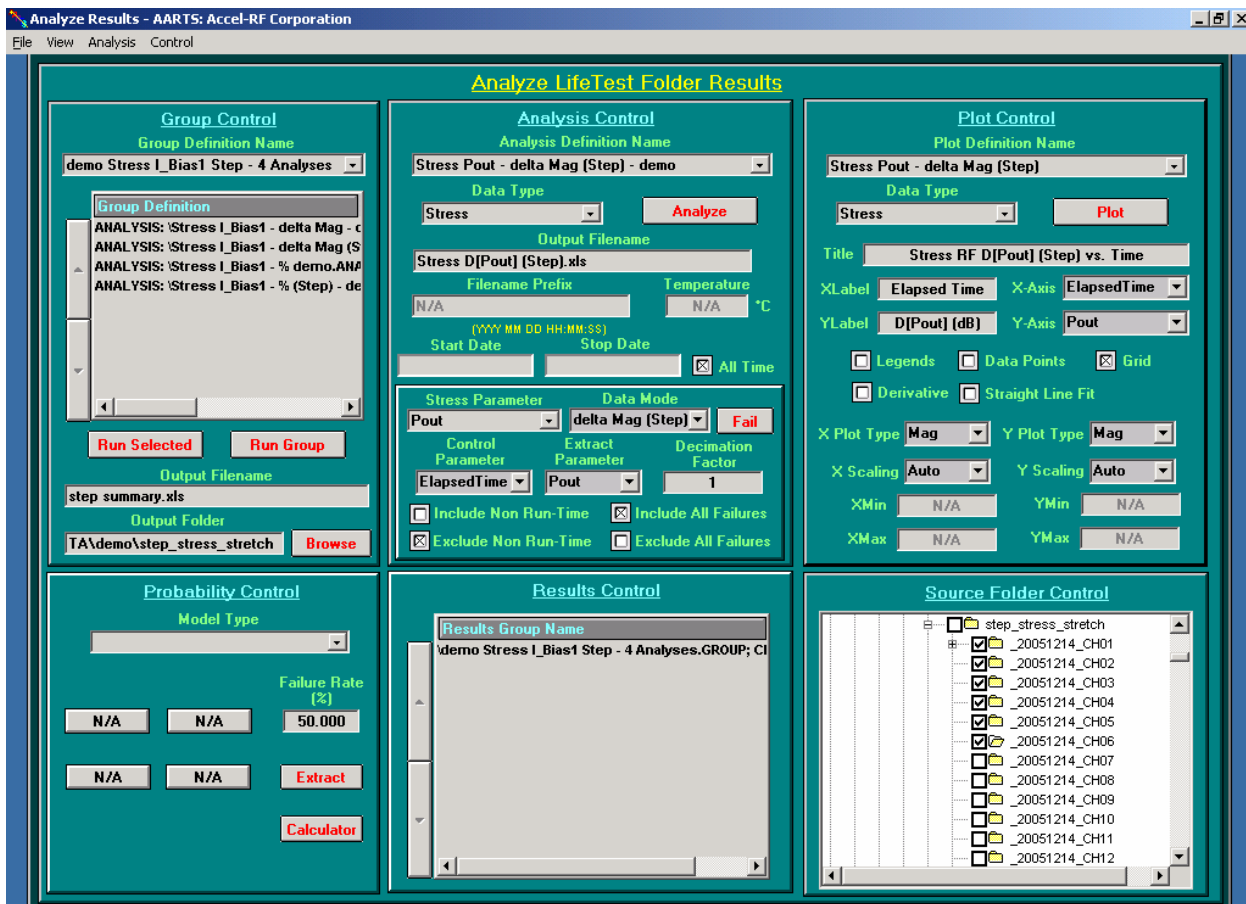 Analyze Results - AARTS: Accel-RF Corporation
File View Analysis Control
Analyze LifeTest Folder Results
Group Control
Group Definition Name
demo Stress I_Bias1 Step - 4 Analyses
Group Definition
ANALYSIS: \Stress I_Bias1 - delta Mag - c
ANALYSIS: \Stress I_Bias1 - delta Mag (S
ANALYSIS: \Stress I_Bias1 - % demo.ANA
ANALYSIS: \Stress I_Bias1 - % (Step) - de
Run Selected Run Group
Output Filename
step summary.xls
Output Folder
TA\demo\step_stress_stretch Browse
Analysis Control
Analysis Definition Name
Stress Pout - delta Mag (Step) - demo
Data Type
Stress Analyze
Output Filename
Stress D[Pout] (Step).xls
Filename Prefix Temperature
N/A N/A °C
(YYYY MM DD HH:MM:SS)
Start Date Stop Date
All Time
Stress Parameter Data Mode
Pout delta Mag (Step) Fail
Control Parameter Extract Parameter Decimation Factor
ElapsedTime Pout 1
Include Non Run-Time Include All Failures
Exclude Non Run-Time Exclude All Failures
Plot Control
Plot Definition Name
Stress Pout - delta Mag (Step)
Data Type
Stress Plot
Title Stress RF D[Pout] (Step) vs. Time
XLabel Elapsed Time X-Axis ElapsedTime
YLabel D[Pout] (dB) Y-Axis Pout
Legends Data Points Grid
Derivative Straight Line Fit
X Plot Type Mag Y Plot Type Mag
X Scaling Auto Y Scaling Auto
XMin N/A YMin N/A
XMax N/A YMax N/A
Probability Control
Model Type
Failure Rate
(%)
N/A N/A 50.000
N/A N/A Extract
Calculator
Results Control
Results Group Name
\demo Stress I_Bias1 Step - 4 Analyses.GROUP; CI
Source Folder Control
step_stress_stretch
_20051214_CH01
_20051214_CH02
_20051214_CH03
_20051214_CH04
_20051214_CH05
_20051214_CH06
_20051214_CH07
_20051214_CH08
_20051214_CH09
_20051214_CH10
_20051214_CH11
_20051214_CH12